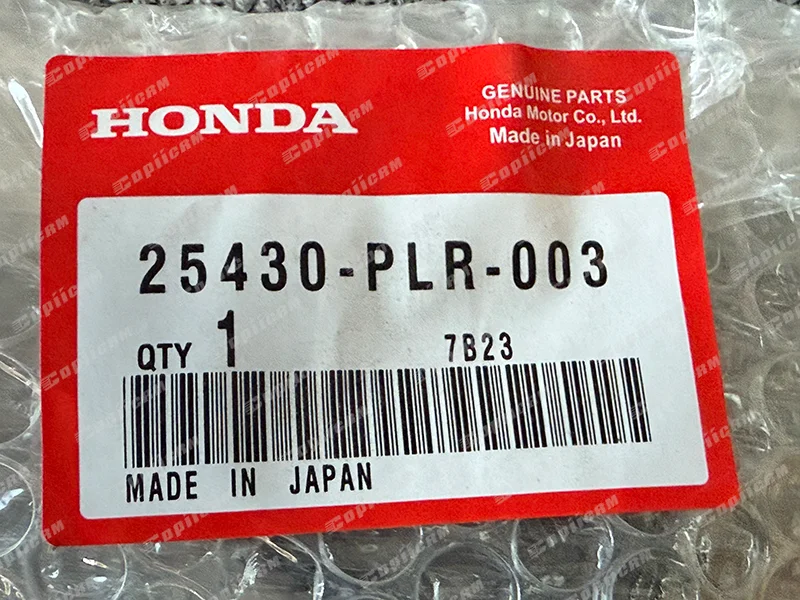 HONDA
GENUINE PARTS
Honda Motor Co., Ltd.
Made in Japan
25430-PLR-003
QTY 1 7B23
MADE IN JAPAN
CopiiCRM